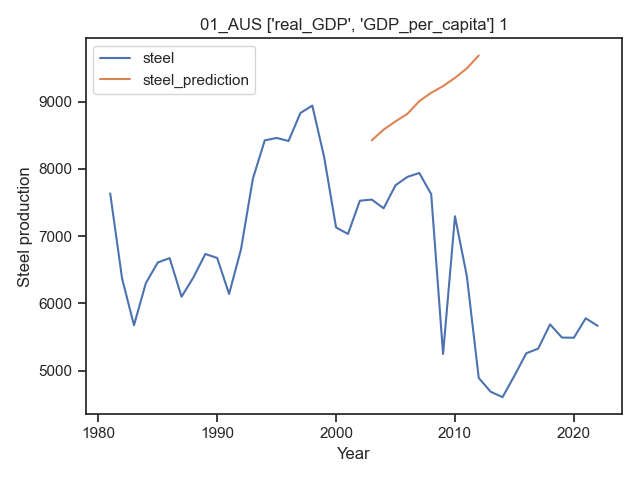 01_AUS ['real_GDP', 'GDP_per_capita'] 1
steel
steel_prediction
9000
8000
7000
6000
5000
Steel production
1980 1990 2000 2010 2020
Year